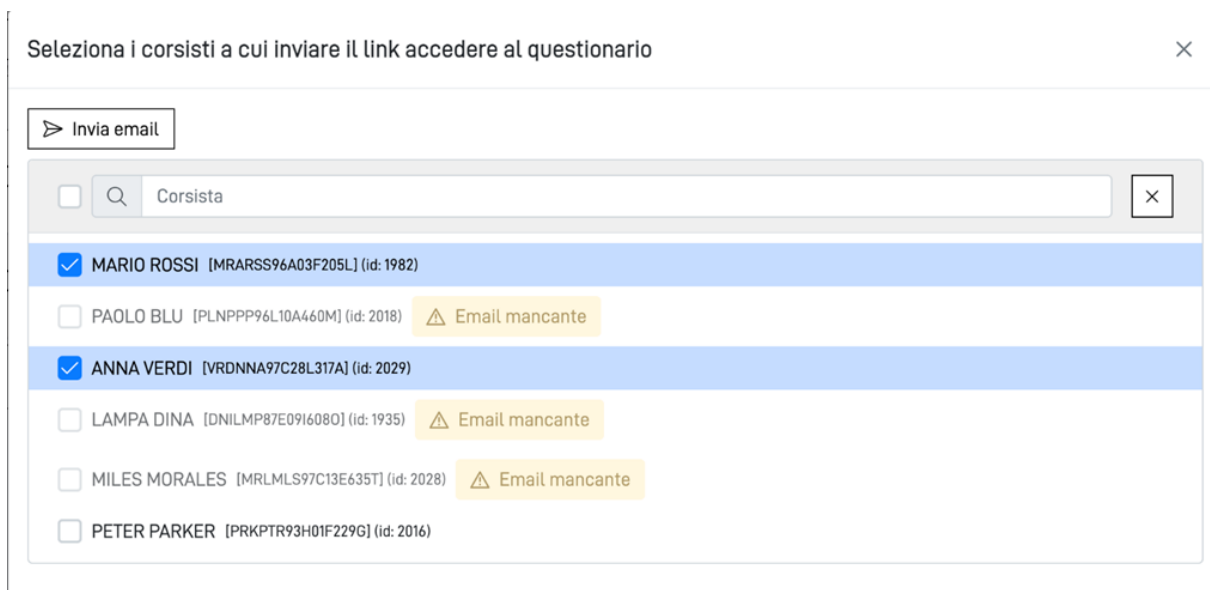 Seleziona i corsisti a cui inviare il link accedere al questionario
Invia email
Corsista
MARIO ROSSI [MRARSS96A03F205L] (id: 1982)
PAOLO BLU [PLNPPP96L10A460M] (id: 2018) Email mancante
ANNA VERDI [VRDNNA97C28L317A] (id: 2029)
LAMPA DINA [DNILMP87E09I608O] (id: 1935) Email mancante
MILES MORALES [MRLMLS97C13E635T] (id: 2028) Email mancante
PETER PARKER [PRKPTR93H01F229G] (id: 2016)